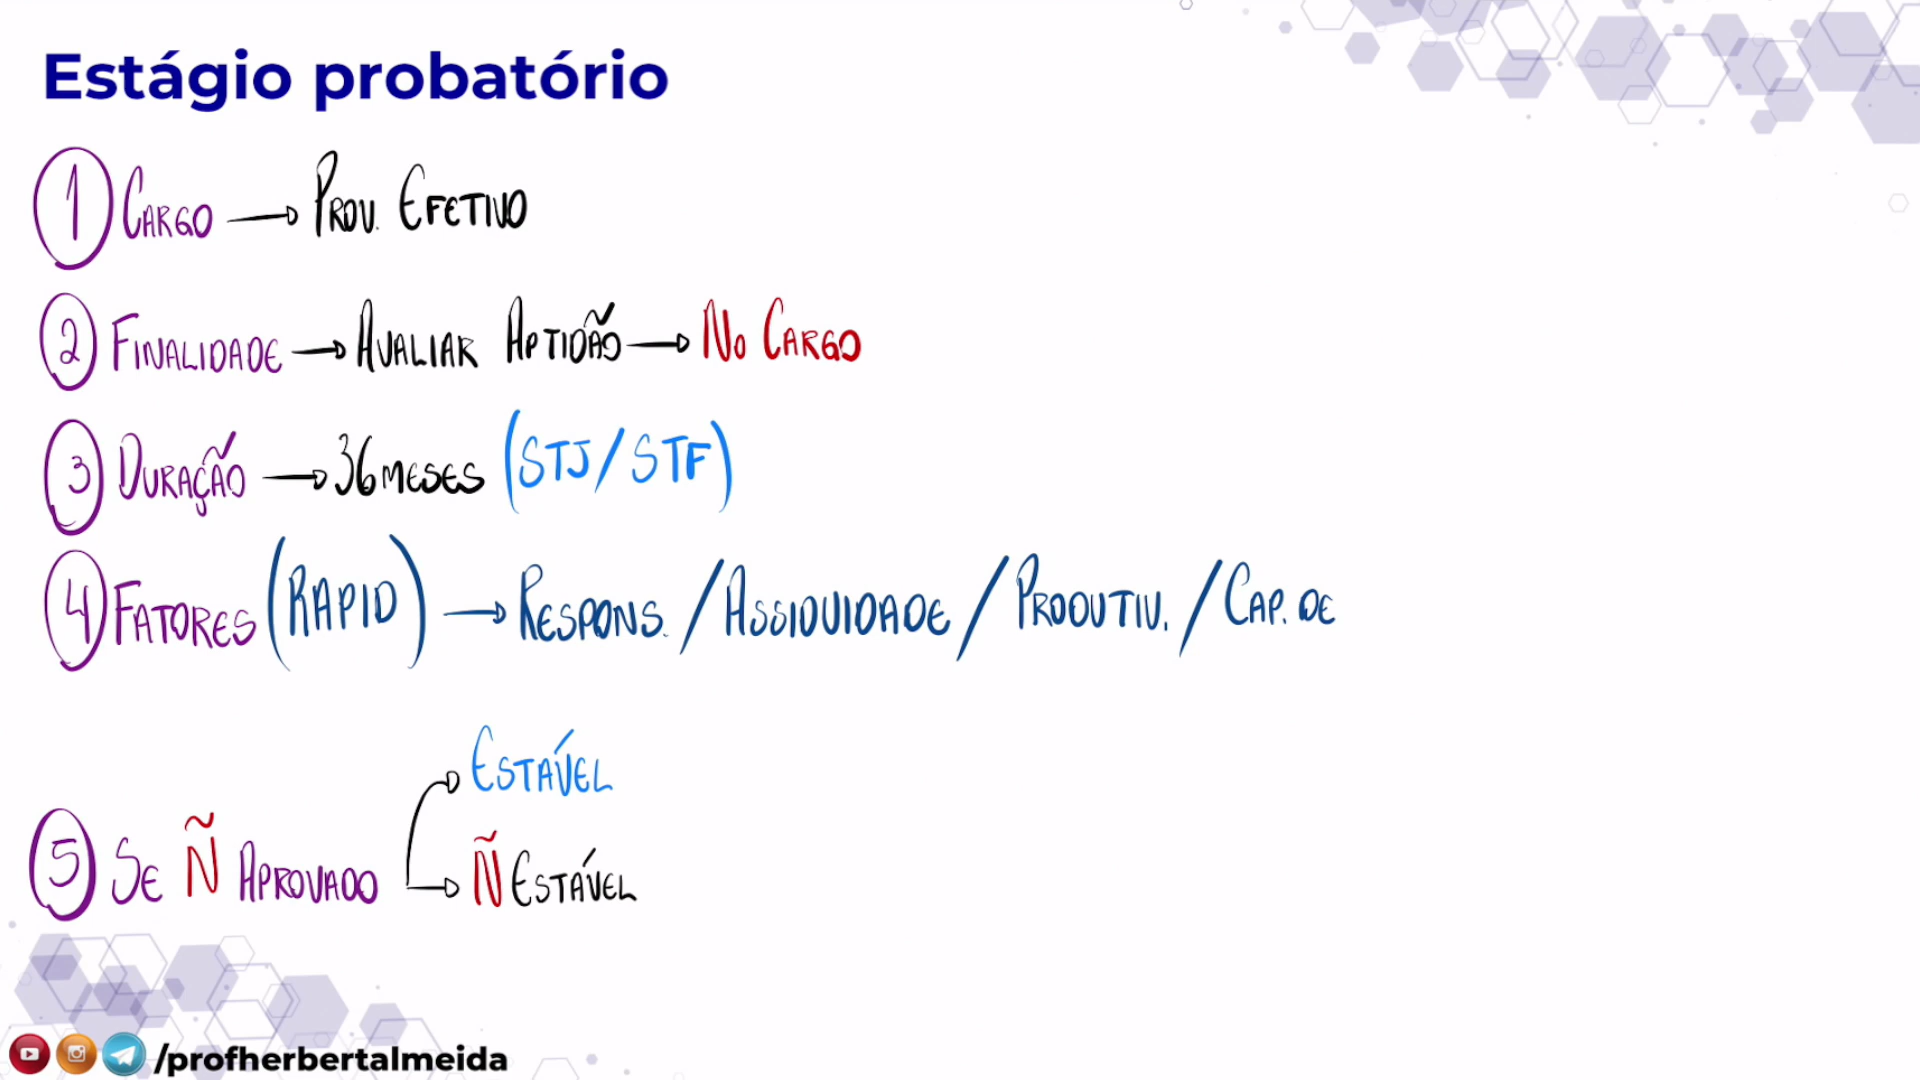 Estágio probatório
1 CARGO → PROV. EFETIVO
2 FINALIDADE → AVALIAR APTIDÃO → NO CARGO
3 DURAÇÃO → 36 MESES (STJ/STF)
4 FATORES (RAPID) → RESPONS. / ASSIDUIDADE / PRODUTIV. / CAP. DE
ESTÁVEL
5 SE Ñ APROVADO → Ñ ESTÁVEL
/profherbertalmeida